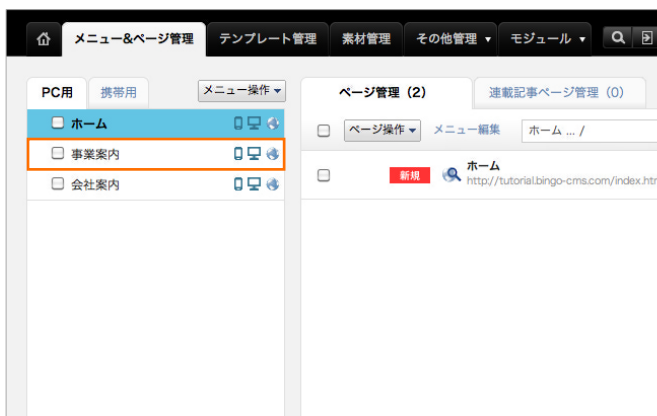 メニュー&ページ管理 テンプレート管理 素材管理 その他管理 ▼ モジュール ▼
PC用 携帯用 メニュー操作▼ ページ管理（2） 連載記事ページ管理（0）
ホーム
ページ操作▼ メニュー編集 ホーム ... /
事業案内
新規 ホーム
http://tutorial.bingo-cms.com/index.htm
会社案内